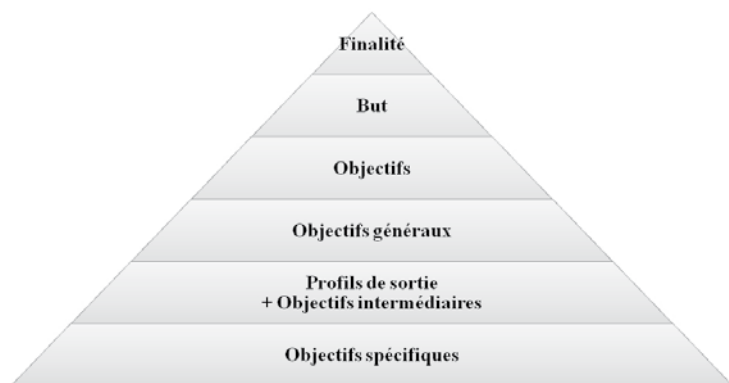 Finalité
But
Objectifs
Objectifs généraux
Profils de sortie
+ Objectifs intermédiaires
Objectifs spécifiques